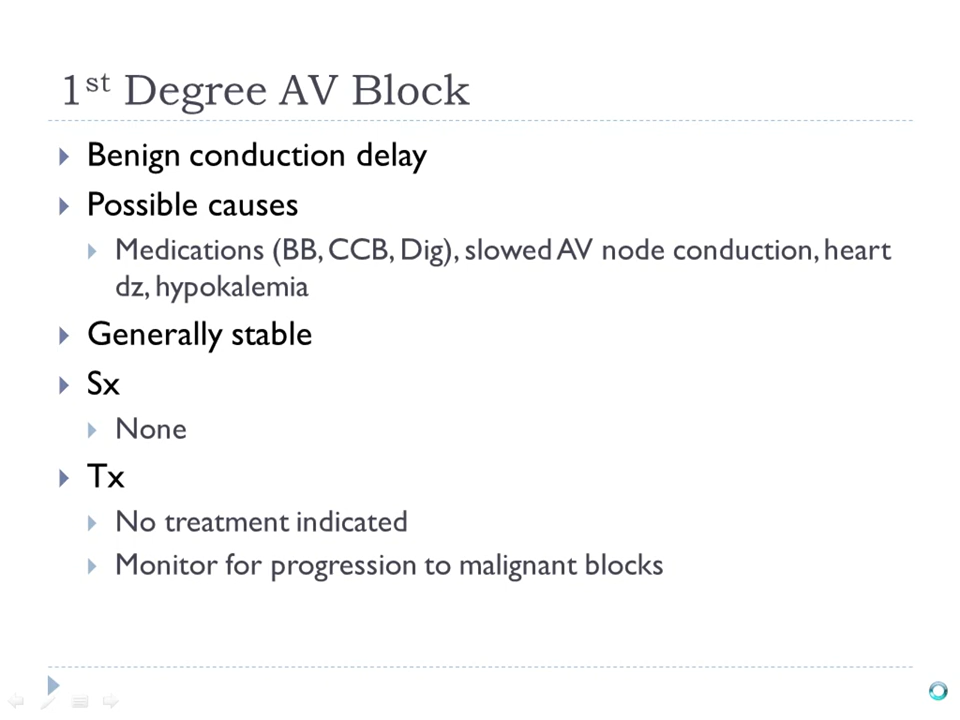 1st Degree AV Block
Benign conduction delay
Possible causes
Medications (BB, CCB, Dig), slowed AV node conduction, heart
dz, hypokalemia
Generally stable
Sx
None
Tx
No treatment indicated
Monitor for progression to malignant blocks